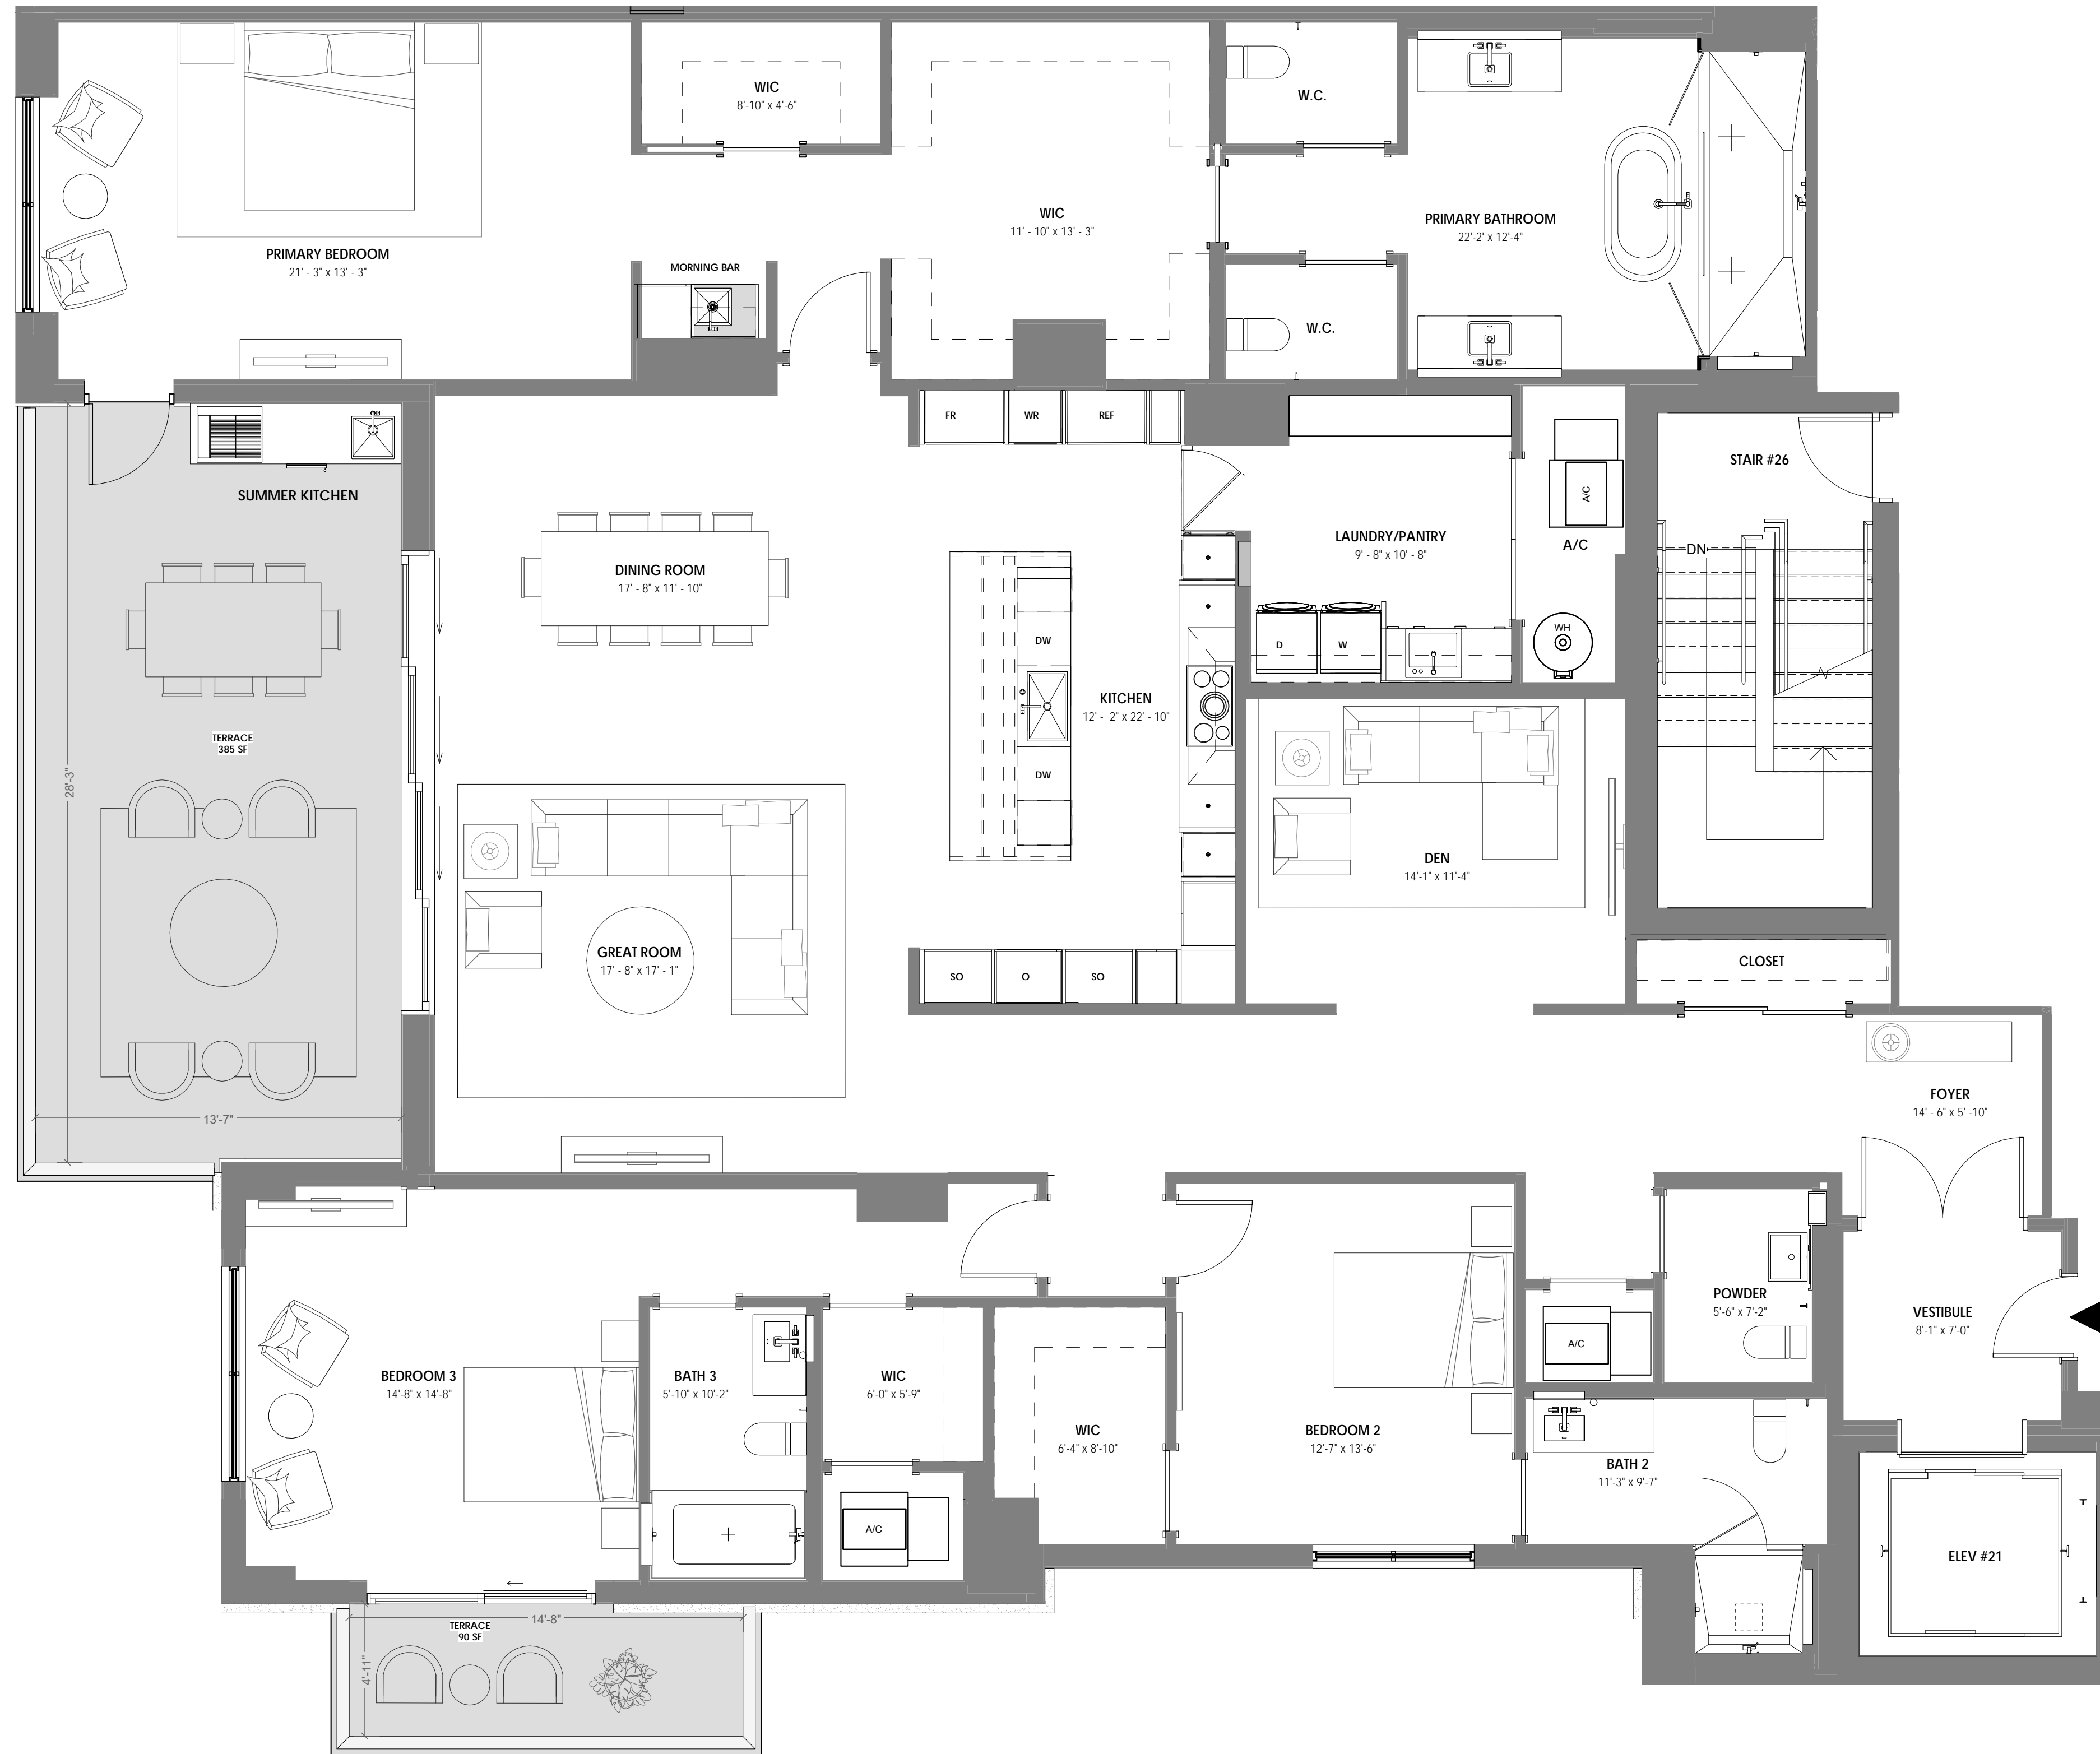 WIC
8'-10" x 4'-6"
W.C.
WIC
11' - 10" x 13' - 3"
PRIMARY BATHROOM
22'-2' x 12'-4"
PRIMARY BEDROOM
21' - 3" x 13' - 3"
MORNING BAR
W.C.
FR
WR
REF
STAIR #26
SUMMER KITCHEN
A/C
LAUNDRY/PANTRY
9' - 8" x 10' - 8"
A/C
DN
DINING ROOM
17' - 8" x 11' - 10"
DW
D
W
WH
KITCHEN
12' - 2" x 22' - 10"
TERRACE
385 SF
28'-3"
DW
DEN
14'-1" x 11'-4"
GREAT ROOM
17' - 8" x 17' - 1"
SO
O
SO
CLOSET
FOYER
14' - 6" x 5' -10"
13'-7"
POWDER
5'-6" x 7'-2"
VESTIBULE
8'-1" x 7'-0"
A/C
BEDROOM 3
14'-8" x 14'-8"
BATH 3
5'-10" x 10'-2"
WIC
6'-0" x 5'-9"
WIC
6'-4" x 8'-10"
BEDROOM 2
12'-7" x 13'-6"
BATH 2
11'-3" x 9'-7"
A/C
ELEV #21
14'-8"
TERRACE
90 SF
4'-11"